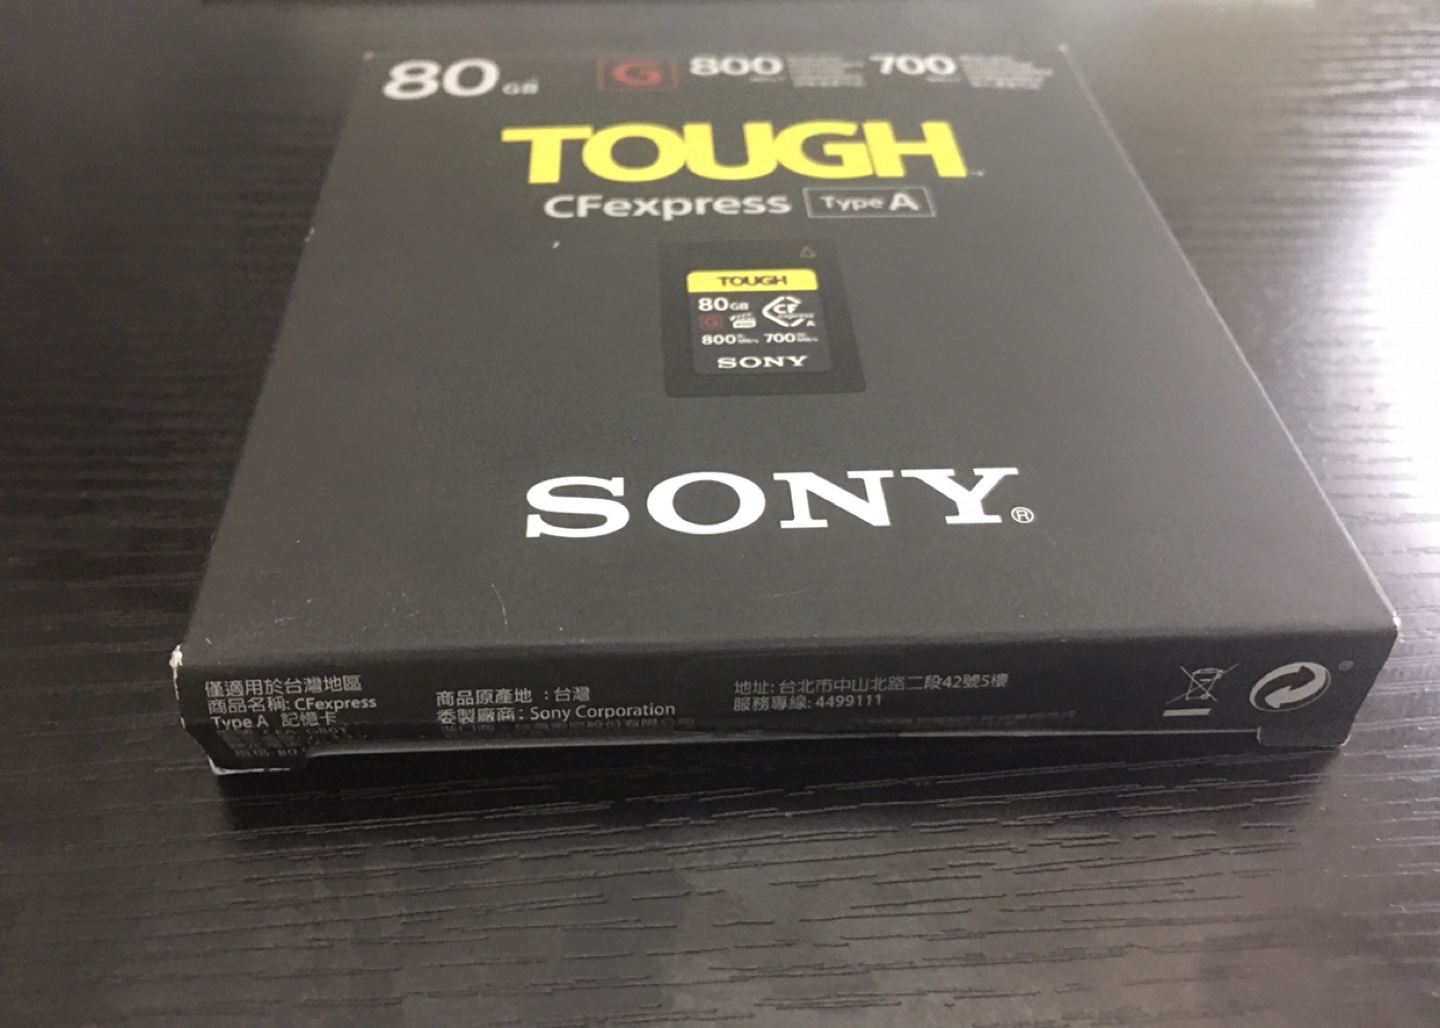 80 GB G 800 700
TOUGH
CFexpress Type A
TOUGH
80GB CFexpress A
G
800 700
SONY
SONY®
僅適用於台灣地區
商品名稱: CFexpress
Type A 記憶卡
商品原產地 : 台灣
委製廠商 : Sony Corporation
地址: 台北市中山北路二段42號5樓
服務專線: 4499111